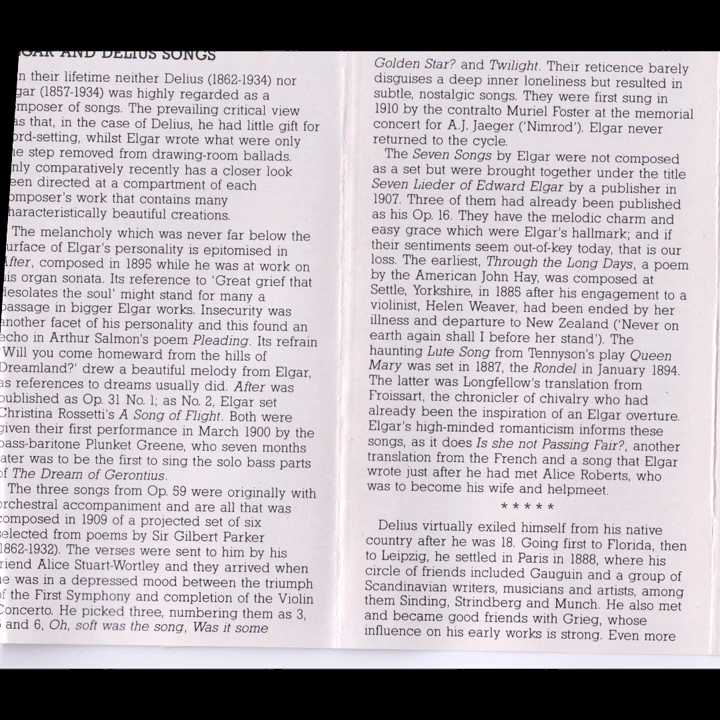 GAR AND DELIUS SONGS
n their lifetime neither Delius (1862-1934) nor
gar (1857-1934) was highly regarded as a
mposer of songs. The prevailing critical view
as that, in the case of Delius, he had little gift for
ord-setting, whilst Elgar wrote what were only
ne step removed from drawing-room ballads.
nly comparatively recently has a closer look
een directed at a compartment of each
omposer's work that contains many
haracteristically beautiful creations.
The melancholy which was never far below the
urface of Elgar's personality is epitomised in
After, composed in 1895 while he was at work on
his organ sonata. Its reference to 'Great grief that
desolates the soul' might stand for many a
passage in bigger Elgar works. Insecurity was
another facet of his personality and this found an
echo in Arthur Salmon's poem Pleading. Its refrain
'Will you come homeward from the hills of
Dreamland?' drew a beautiful melody from Elgar,
as references to dreams usually did. After was
published as Op. 31 No. 1; as No. 2, Elgar set
Christina Rossetti's A Song of Flight. Both were
given their first performance in March 1900 by the
bass-baritone Plunket Greene, who seven months
later was to be the first to sing the solo bass parts
of The Dream of Gerontius.
The three songs from Op. 59 were originally with
orchestral accompaniment and are all that was
composed in 1909 of a projected set of six
selected from poems by Sir Gilbert Parker
1862-1932). The verses were sent to him by his
riend Alice Stuart-Wortley and they arrived when
e was in a depressed mood between the triumph
of the First Symphony and completion of the Violin
Concerto. He picked three, numbering them as 3,
5 and 6, Oh, soft was the song, Was it some
Golden Star? and Twilight. Their reticence barely
disguises a deep inner loneliness but resulted in
subtle, nostalgic songs. They were first sung in
1910 by the contralto Muriel Foster at the memorial
concert for A.J. Jaeger ('Nimrod'). Elgar never
returned to the cycle.
The Seven Songs by Elgar were not composed
as a set but were brought together under the title
Seven Lieder of Edward Elgar by a publisher in
1907. Three of them had already been published
as his Op. 16. They have the melodic charm and
easy grace which were Elgar's hallmark; and if
their sentiments seem out-of-key today, that is our
loss. The earliest, Through the Long Days, a poem
by the American John Hay, was composed at
Settle, Yorkshire, in 1885 after his engagement to a
violinist, Helen Weaver, had been ended by her
illness and departure to New Zealand ('Never on
earth again shall I before her stand'). The
haunting Lute Song from Tennyson's play Queen
Mary was set in 1887, the Rondel in January 1894.
The latter was Longfellow's translation from
Froissart, the chronicler of chivalry who had
already been the inspiration of an Elgar overture.
Elgar's high-minded romanticism informs these
songs, as it does Is she not Passing Fair?, another
translation from the French and a song that Elgar
wrote just after he had met Alice Roberts, who
was to become his wife and helpmeet.
* * * * *
Delius virtually exiled himself from his native
country after he was 18. Going first to Florida, then
to Leipzig, he settled in Paris in 1888, where his
circle of friends included Gauguin and a group of
Scandinavian writers, musicians and artists, among
them Sinding, Strindberg and Munch. He also met
and became good friends with Grieg, whose
influence on his early works is strong. Even more